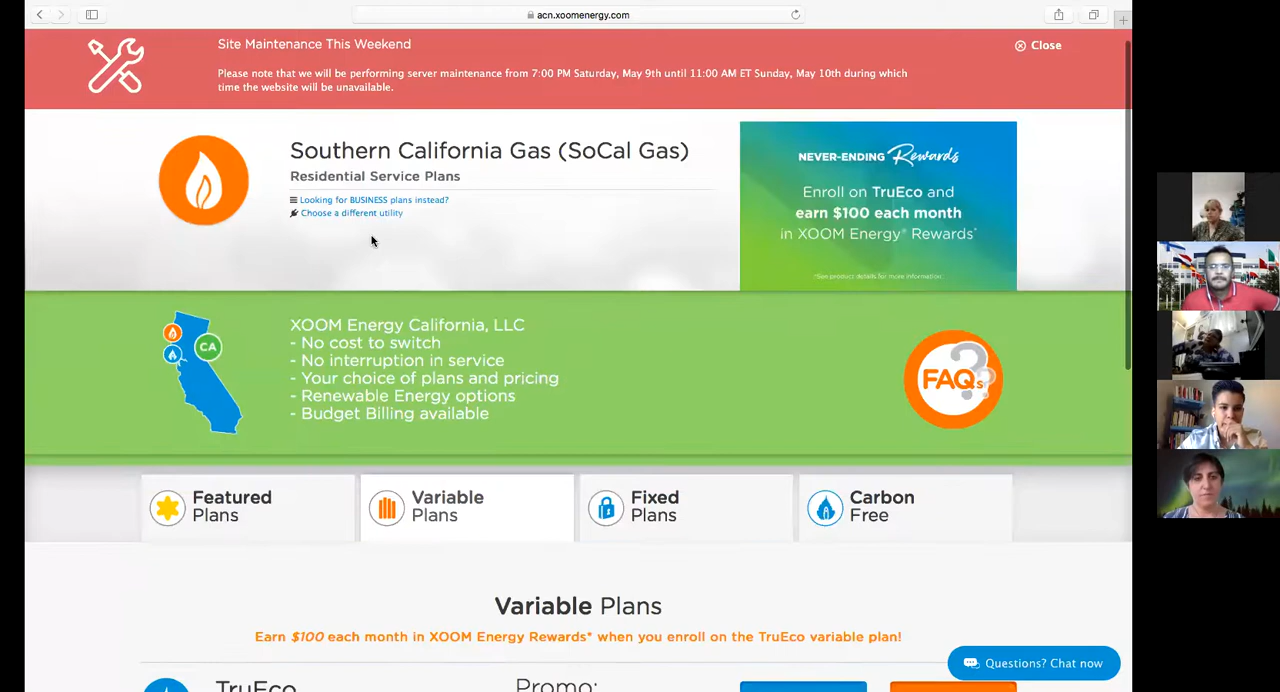 acn.xoomenergy.com
Site Maintenance This Weekend
Close
Please note that we will be performing server maintenance from 7:00 PM Saturday, May 9th until 11:00 AM ET Sunday, May 10th during which
time the website will be unavailable.
Southern California Gas (SoCal Gas)
Residential Service Plans
Looking for BUSINESS plans instead?
Choose a different utility
NEVER-ENDING Rewards
Enroll on TruEco and
earn $100 each month
in XOOM Energy® Rewards*
*See product details for more information.
CA
XOOM Energy California, LLC
- No cost to switch
- No interruption in service
- Your choice of plans and pricing
- Renewable Energy options
- Budget Billing available
?
FAQs
Featured
Plans
Variable
Plans
Fixed
Plans
Carbon
Free
Variable Plans
Earn $100 each month in XOOM Energy Rewards* when you enroll on the TruEco variable plan!
Questions? Chat now
TruEco
Promo: